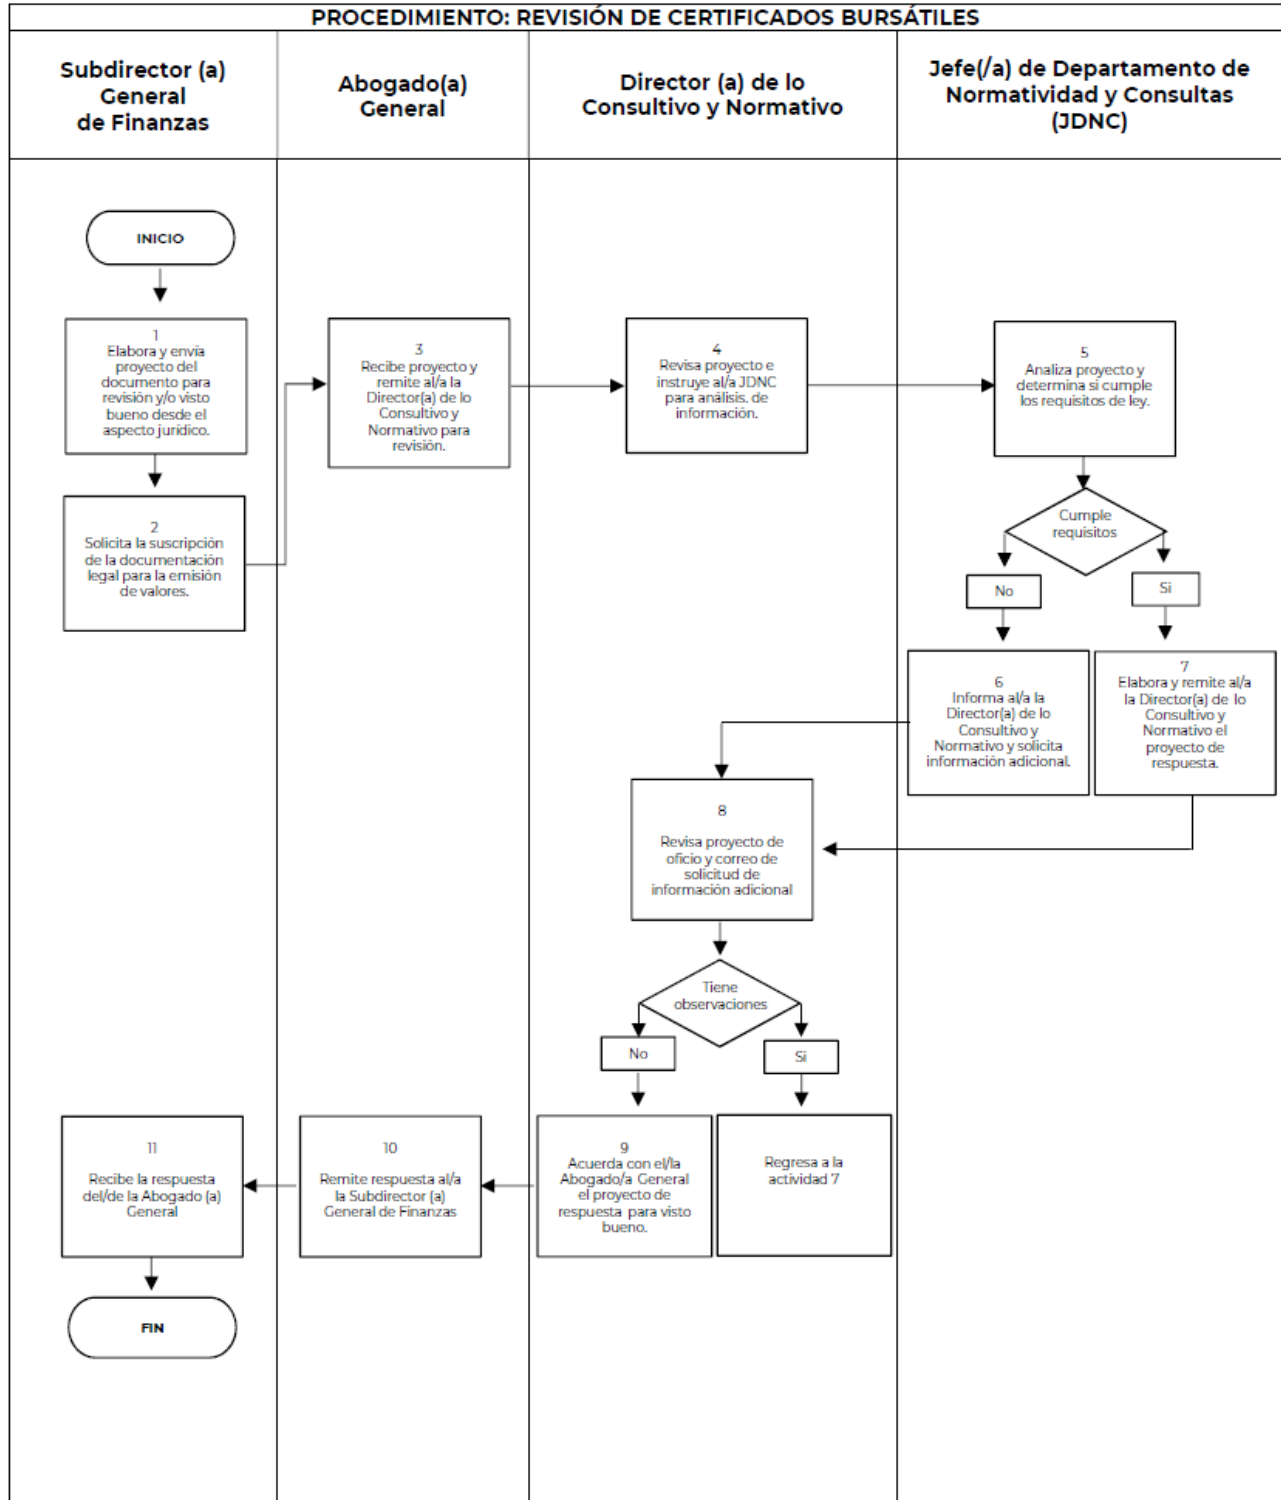 PROCEDIMIENTO: REVISIÓN DE CERTIFICADOS BURSÁTILES
Subdirector (a)
General
de Finanzas
Abogado(a)
General
Director (a) de lo
Consultivo y Normativo
Jefe(/a) de Departamento de
Normatividad y Consultas
(JDNC)
INICIO
1
Elabora y envía
proyecto del
documento para
revisión y/o visto
bueno desde el
aspecto jurídico.
2
Solicita la suscripción
de la documentación
legal para la emisión
de valores.
3
Recibe proyecto y
remite al/a la
Director(a) de lo
Consultivo y
Normativo para
revisión.
4
Revisa proyecto e
instruye al/a JDNC
para análisis. de
información.
5
Analiza proyecto y
determina si cumple
los requisitos de ley.
Cumple
requisitos
No
Si
6
Informa al/a la
Director(a) de lo
Consultivo y
Normativo y solicita
información adicional.
7
Elabora y remite al/a
la Director(a) de lo
Consultivo y
Normativo el
proyecto de
respuesta.
8
Revisa proyecto de
oficio y correo de
solicitud de
información adicional
Tiene
observaciones
No
Si
9
Acuerda con el/la
Abogado/a General
el proyecto de
respuesta para visto
bueno.
Regresa a la
actividad 7
10
Remite respuesta al/a
la Subdirector (a)
General de Finanzas
11
Recibe la respuesta
del/de la Abogado (a)
General
FIN